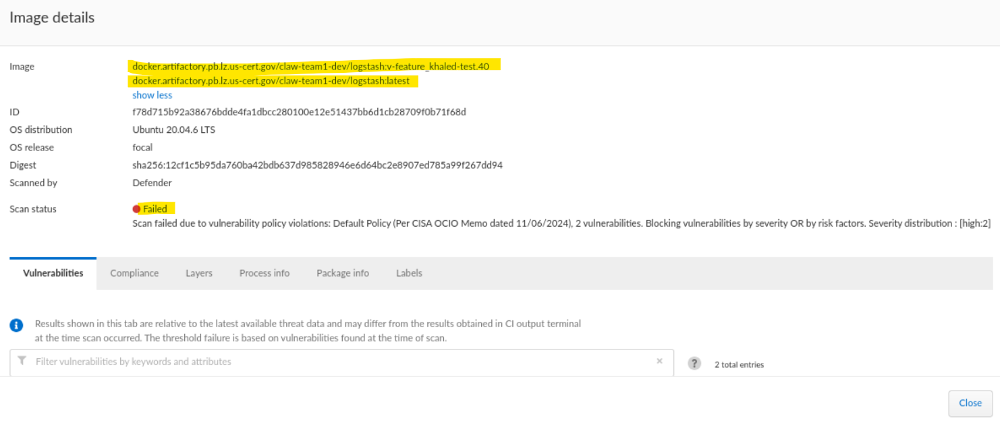 Image details
Image docker.artifactory.pb.lz.us-cert.gov/claw-team1-dev/logstash:v-feature_khaled-test.40
docker.artifactory.pb.lz.us-cert.gov/claw-team1-dev/logstash:latest
show less
ID f78d715b92a38676bdde4fa1dbcc280100e12e51437bb6d1cb28709f0b71f68d
OS distribution Ubuntu 20.04.6 LTS
OS release focal
Digest sha256:12cf1c5b95da760ba42bdb637d985828946e6d64bc2e8907ed785a99f267dd94
Scanned by Defender
Scan status Failed
Scan failed due to vulnerability policy violations: Default Policy (Per CISA OCIO Memo dated 11/06/2024), 2 vulnerabilities. Blocking vulnerabilities by severity OR by risk factors. Severity distribution : [high:2]
Vulnerabilities Compliance Layers Process info Package info Labels
Results shown in this tab are relative to the latest available threat data and may differ from the results obtained in CI output terminal
at the time scan occurred. The threshold failure is based on vulnerabilities found at the time of scan.
Filter vulnerabilities by keywords and attributes × ? 2 total entries
Close